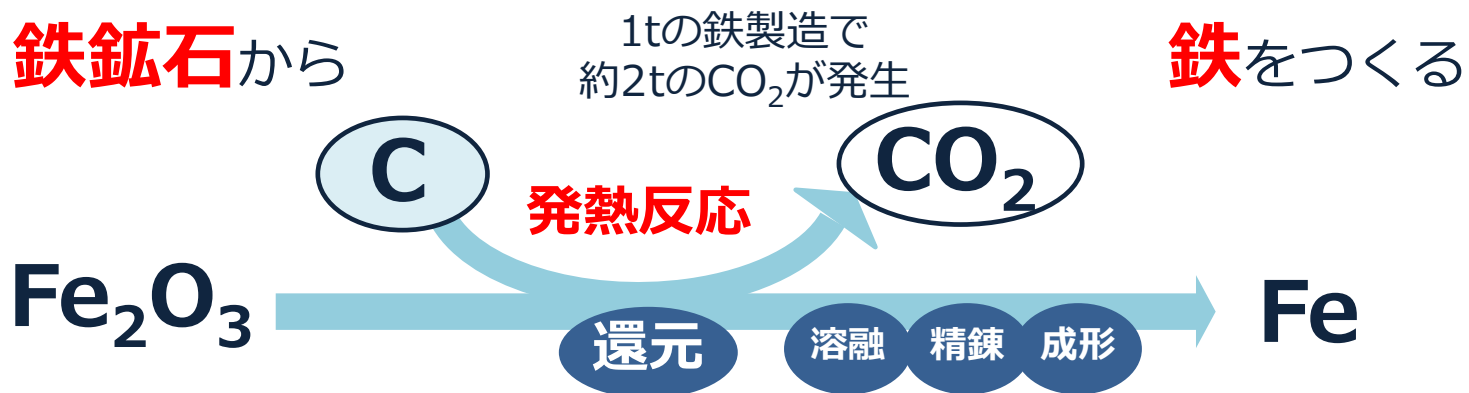 鉄鉱石から
1tの鉄製造で
約2tのCO₂が発生
鉄をつくる
C
CO₂
発熱反応
Fe₂O₃
Fe
還元
溶融
精錬
成形